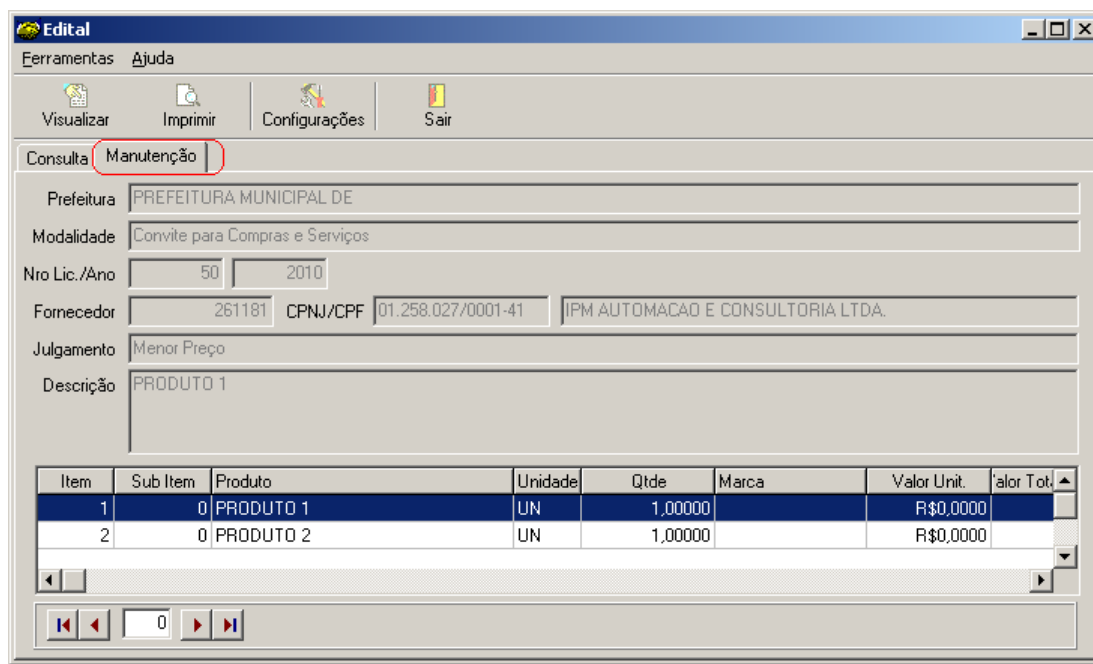 Edital
Ferramentas Ajuda
Visualizar Imprimir Configurações Sair
Consulta Manutenção
Prefeitura PREFEITURA MUNICIPAL DE
Modalidade Convite para Compras e Serviços
Nro Lic./Ano 50 2010
Fornecedor 261181 CPNJ/CPF 01.258.027/0001-41 IPM AUTOMACAO E CONSULTORIA LTDA.
Julgamento Menor Preço
Descrição PRODUTO 1
Item Sub Item Produto Unidade Qtde Marca Valor Unit. alor Tot
1 0 PRODUTO 1 UN 1,00000 R$0,0000
2 0 PRODUTO 2 UN 1,00000 R$0,0000
0